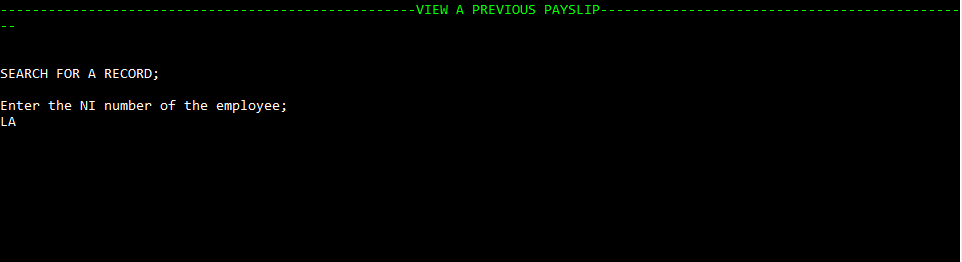 ----------------------------------------------------VIEW A PREVIOUS PAYSLIP---------------------------------------------
--
SEARCH FOR A RECORD;
Enter the NI number of the employee;
LA